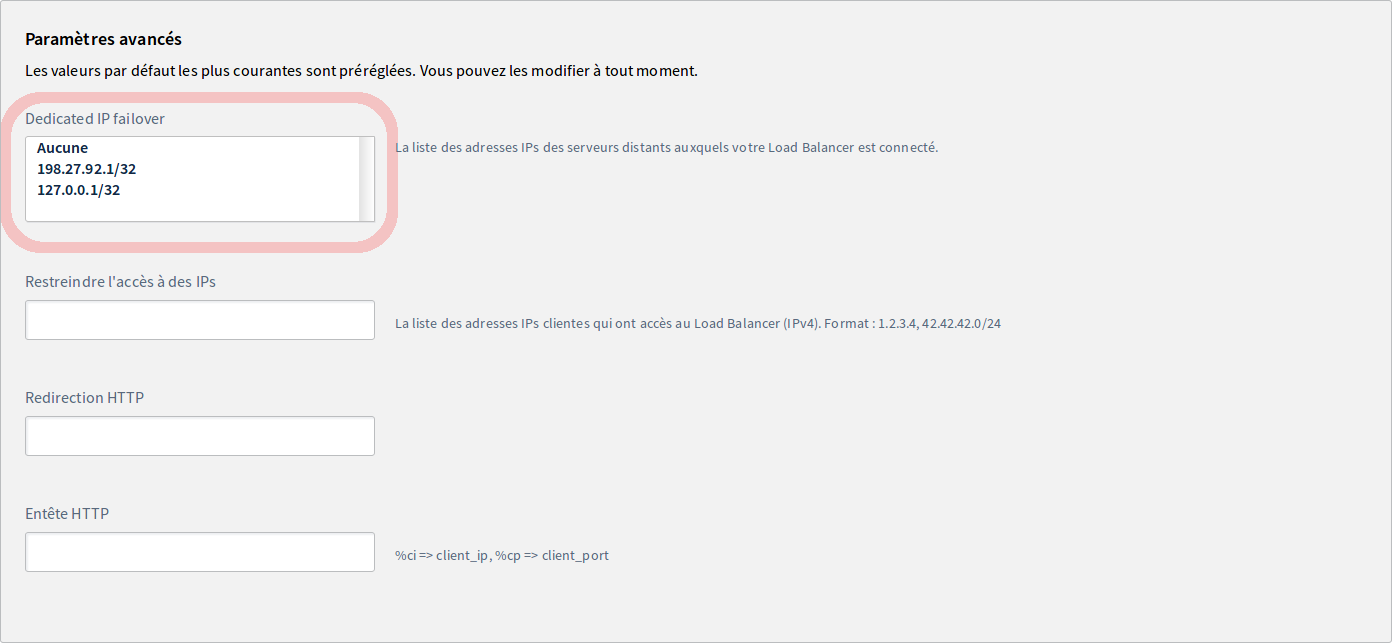 Paramètres avancés
Les valeurs par défaut les plus courantes sont préréglées. Vous pouvez les modifier à tout moment.
Dedicated IP failover
Aucune
198.27.92.1/32
127.0.0.1/32
La liste des adresses IPs des serveurs distants auxquels votre Load Balancer est connecté.
Restreindre l'accès à des IPs
La liste des adresses IPs clientes qui ont accès au Load Balancer (IPv4). Format : 1.2.3.4, 42.42.42.0/24
Redirection HTTP
Entête HTTP
%ci => client_ip, %cp => client_port